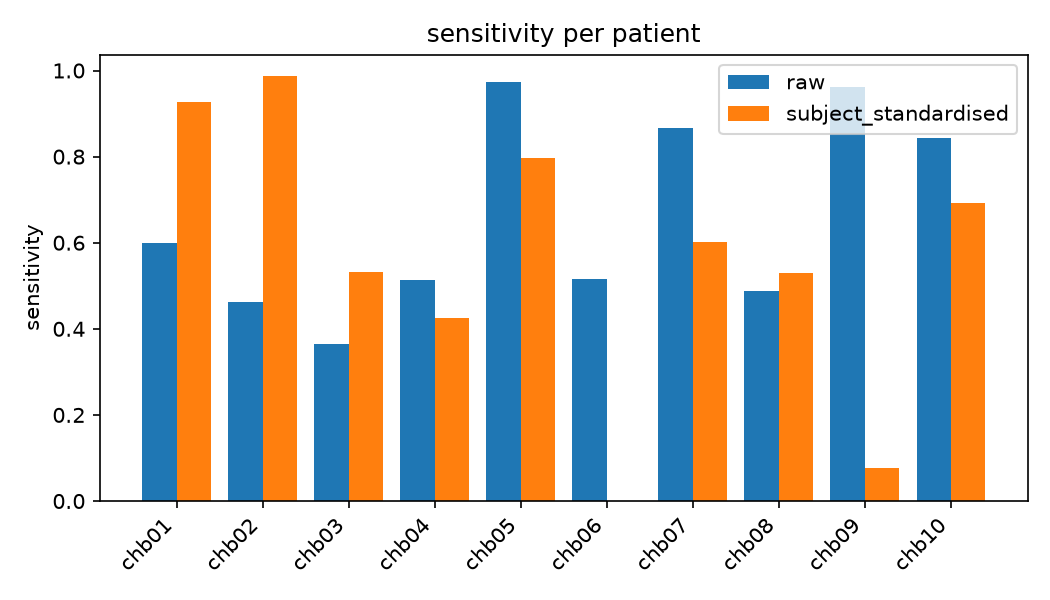 sensitivity per patient
raw
subject_standardised
sensitivity
1.0
0.8
0.6
0.4
0.2
0.0
chb01
chb02
chb03
chb04
chb05
chb06
chb07
chb08
chb09
chb10